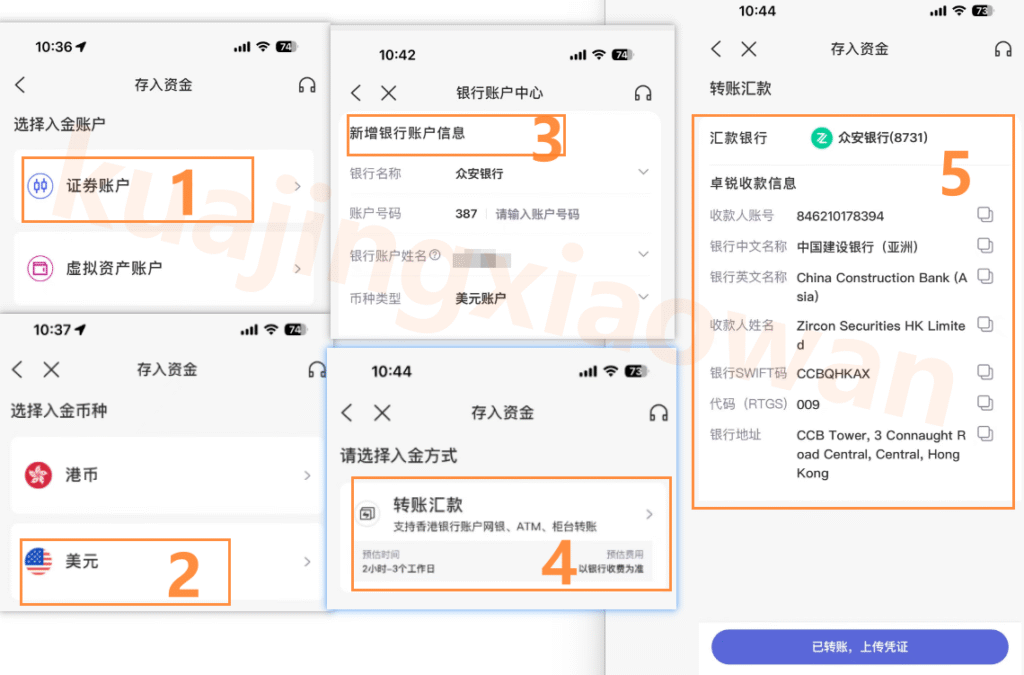 10:36
74
存入资金
选择入金账户
证券账户
1
虚拟资产账户
10:37
74
存入资金
选择入金币种
港币
美元
2
10:42
74
银行账户中心
新增银行账户信息
3
银行名称 众安银行
账户号码 387 请输入账户号码
银行账户姓名
币种类型 美元账户
10:44
73
存入资金
请选择入金方式
转账汇款
支持香港银行账户网银、ATM、柜台转账
预估时间 预估费用
2小时-3个工作日 以银行收费为准
4
10:44
73
存入资金
转账汇款
汇款银行 众安银行(8731)
5
卓锐收款信息
收款人账号 846210178394
银行中文名称 中国建设银行（亚洲）
银行英文名称 China Construction Bank (A
sia)
收款人姓名 Zircon Securities HK Limite
d
银行SWIFT码 CCBQHKAX
代码（RTGS) 009
银行地址 CCB Tower, 3 Connaught R
oad Central, Central, Hong
Kong
已转账，上传凭证
kuajingxiaowan